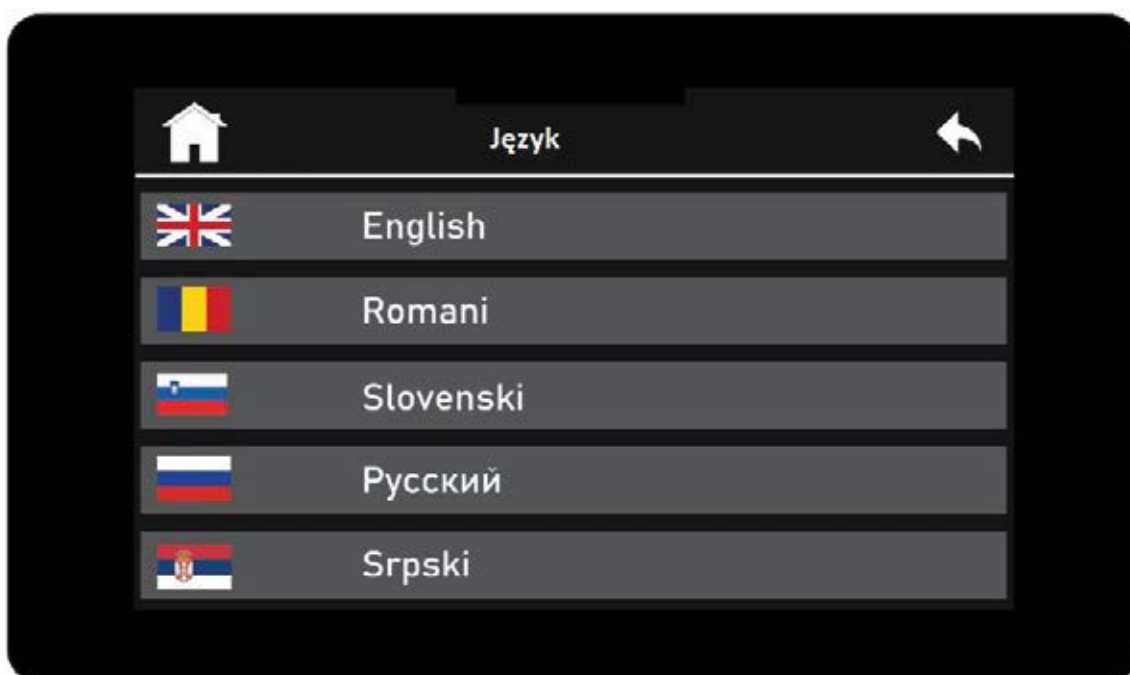 Język
English
Romani
Slovenski
Русский
Srpski